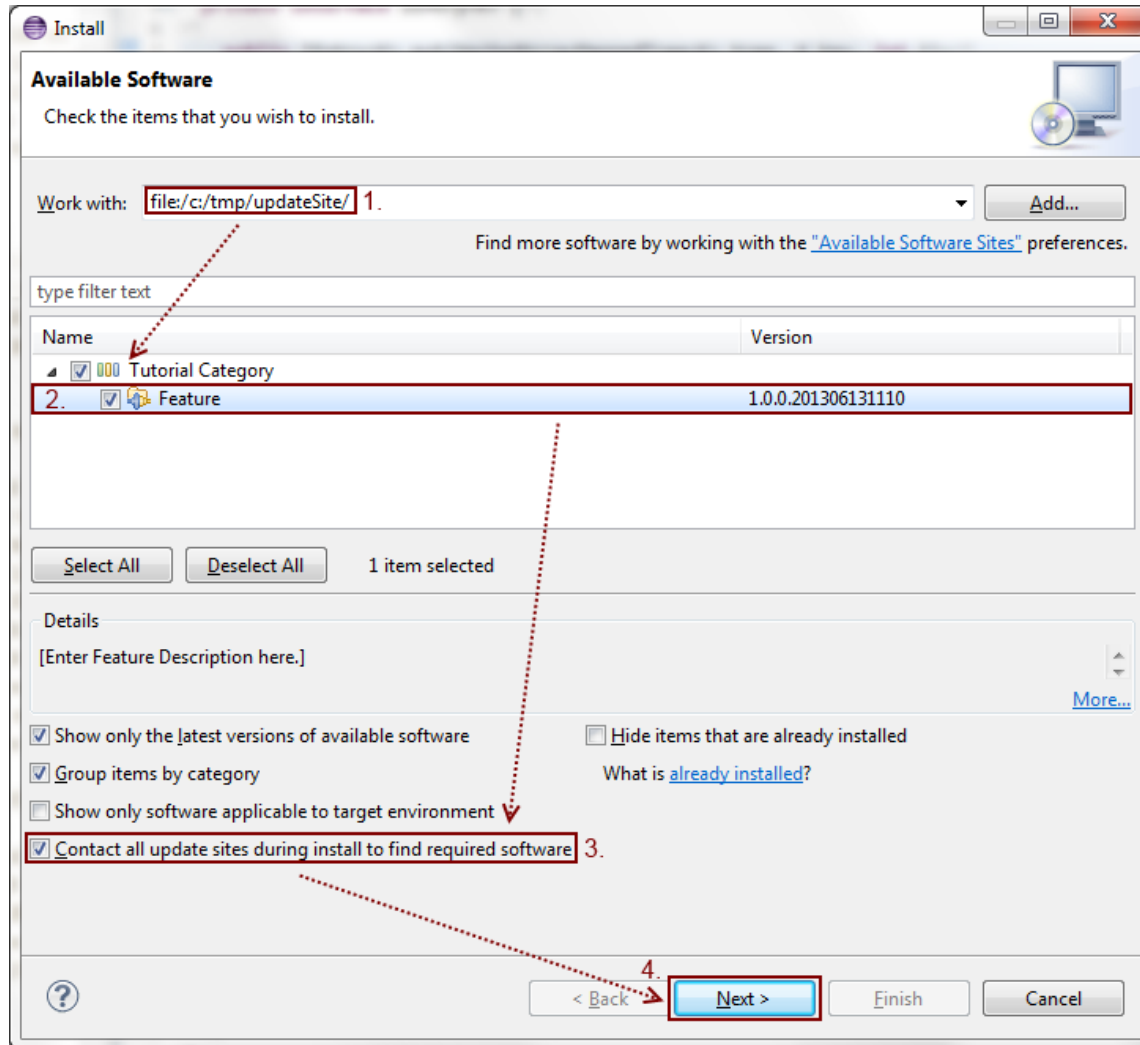 Install
Available Software
Check the items that you wish to install.
Work with: file:/c:/tmp/updateSite/ 1. Add...
Find more software by working with the "Available Software Sites" preferences.
type filter text
Name Version
Tutorial Category
2. Feature 1.0.0.201306131110
Select All Deselect All 1 item selected
Details
[Enter Feature Description here.]
More...
Show only the latest versions of available software Hide items that are already installed
Group items by category What is already installed?
Show only software applicable to target environment
Contact all update sites during install to find required software 3.
4.
? < Back Next > Finish Cancel